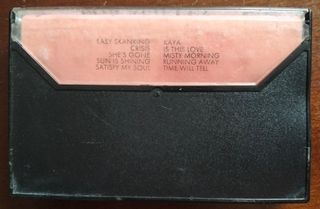 EASY SKANKING
CRISIS
SHE'S GONE
SUN IS SHINING
SATISFY MY SOUL
KAYA
IS THIS LOVE
MISTY MORNING
RUNNING AWAY
TIME WILL TELL